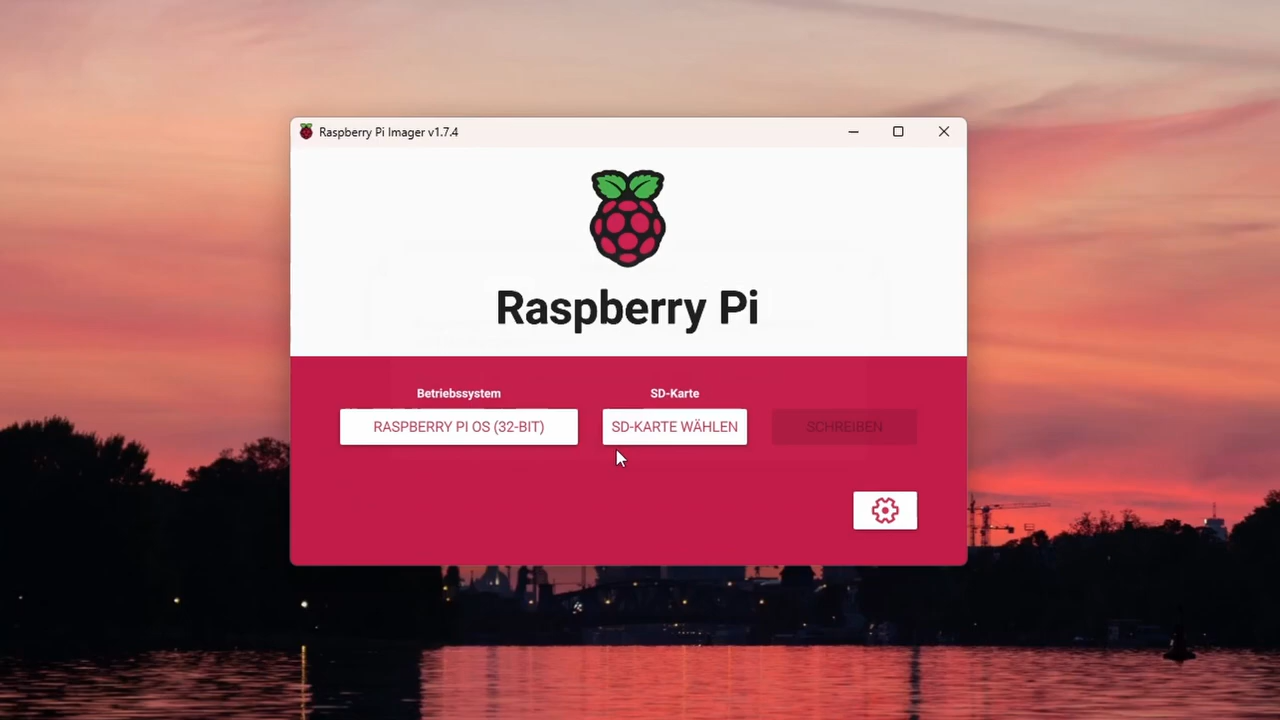 Raspberry Pi Imager v1.7.4
Raspberry Pi
Betriebssystem
SD-Karte
RASPBERRY PI OS (32-BIT)
SD-KARTE WÄHLEN
SCHREIBEN